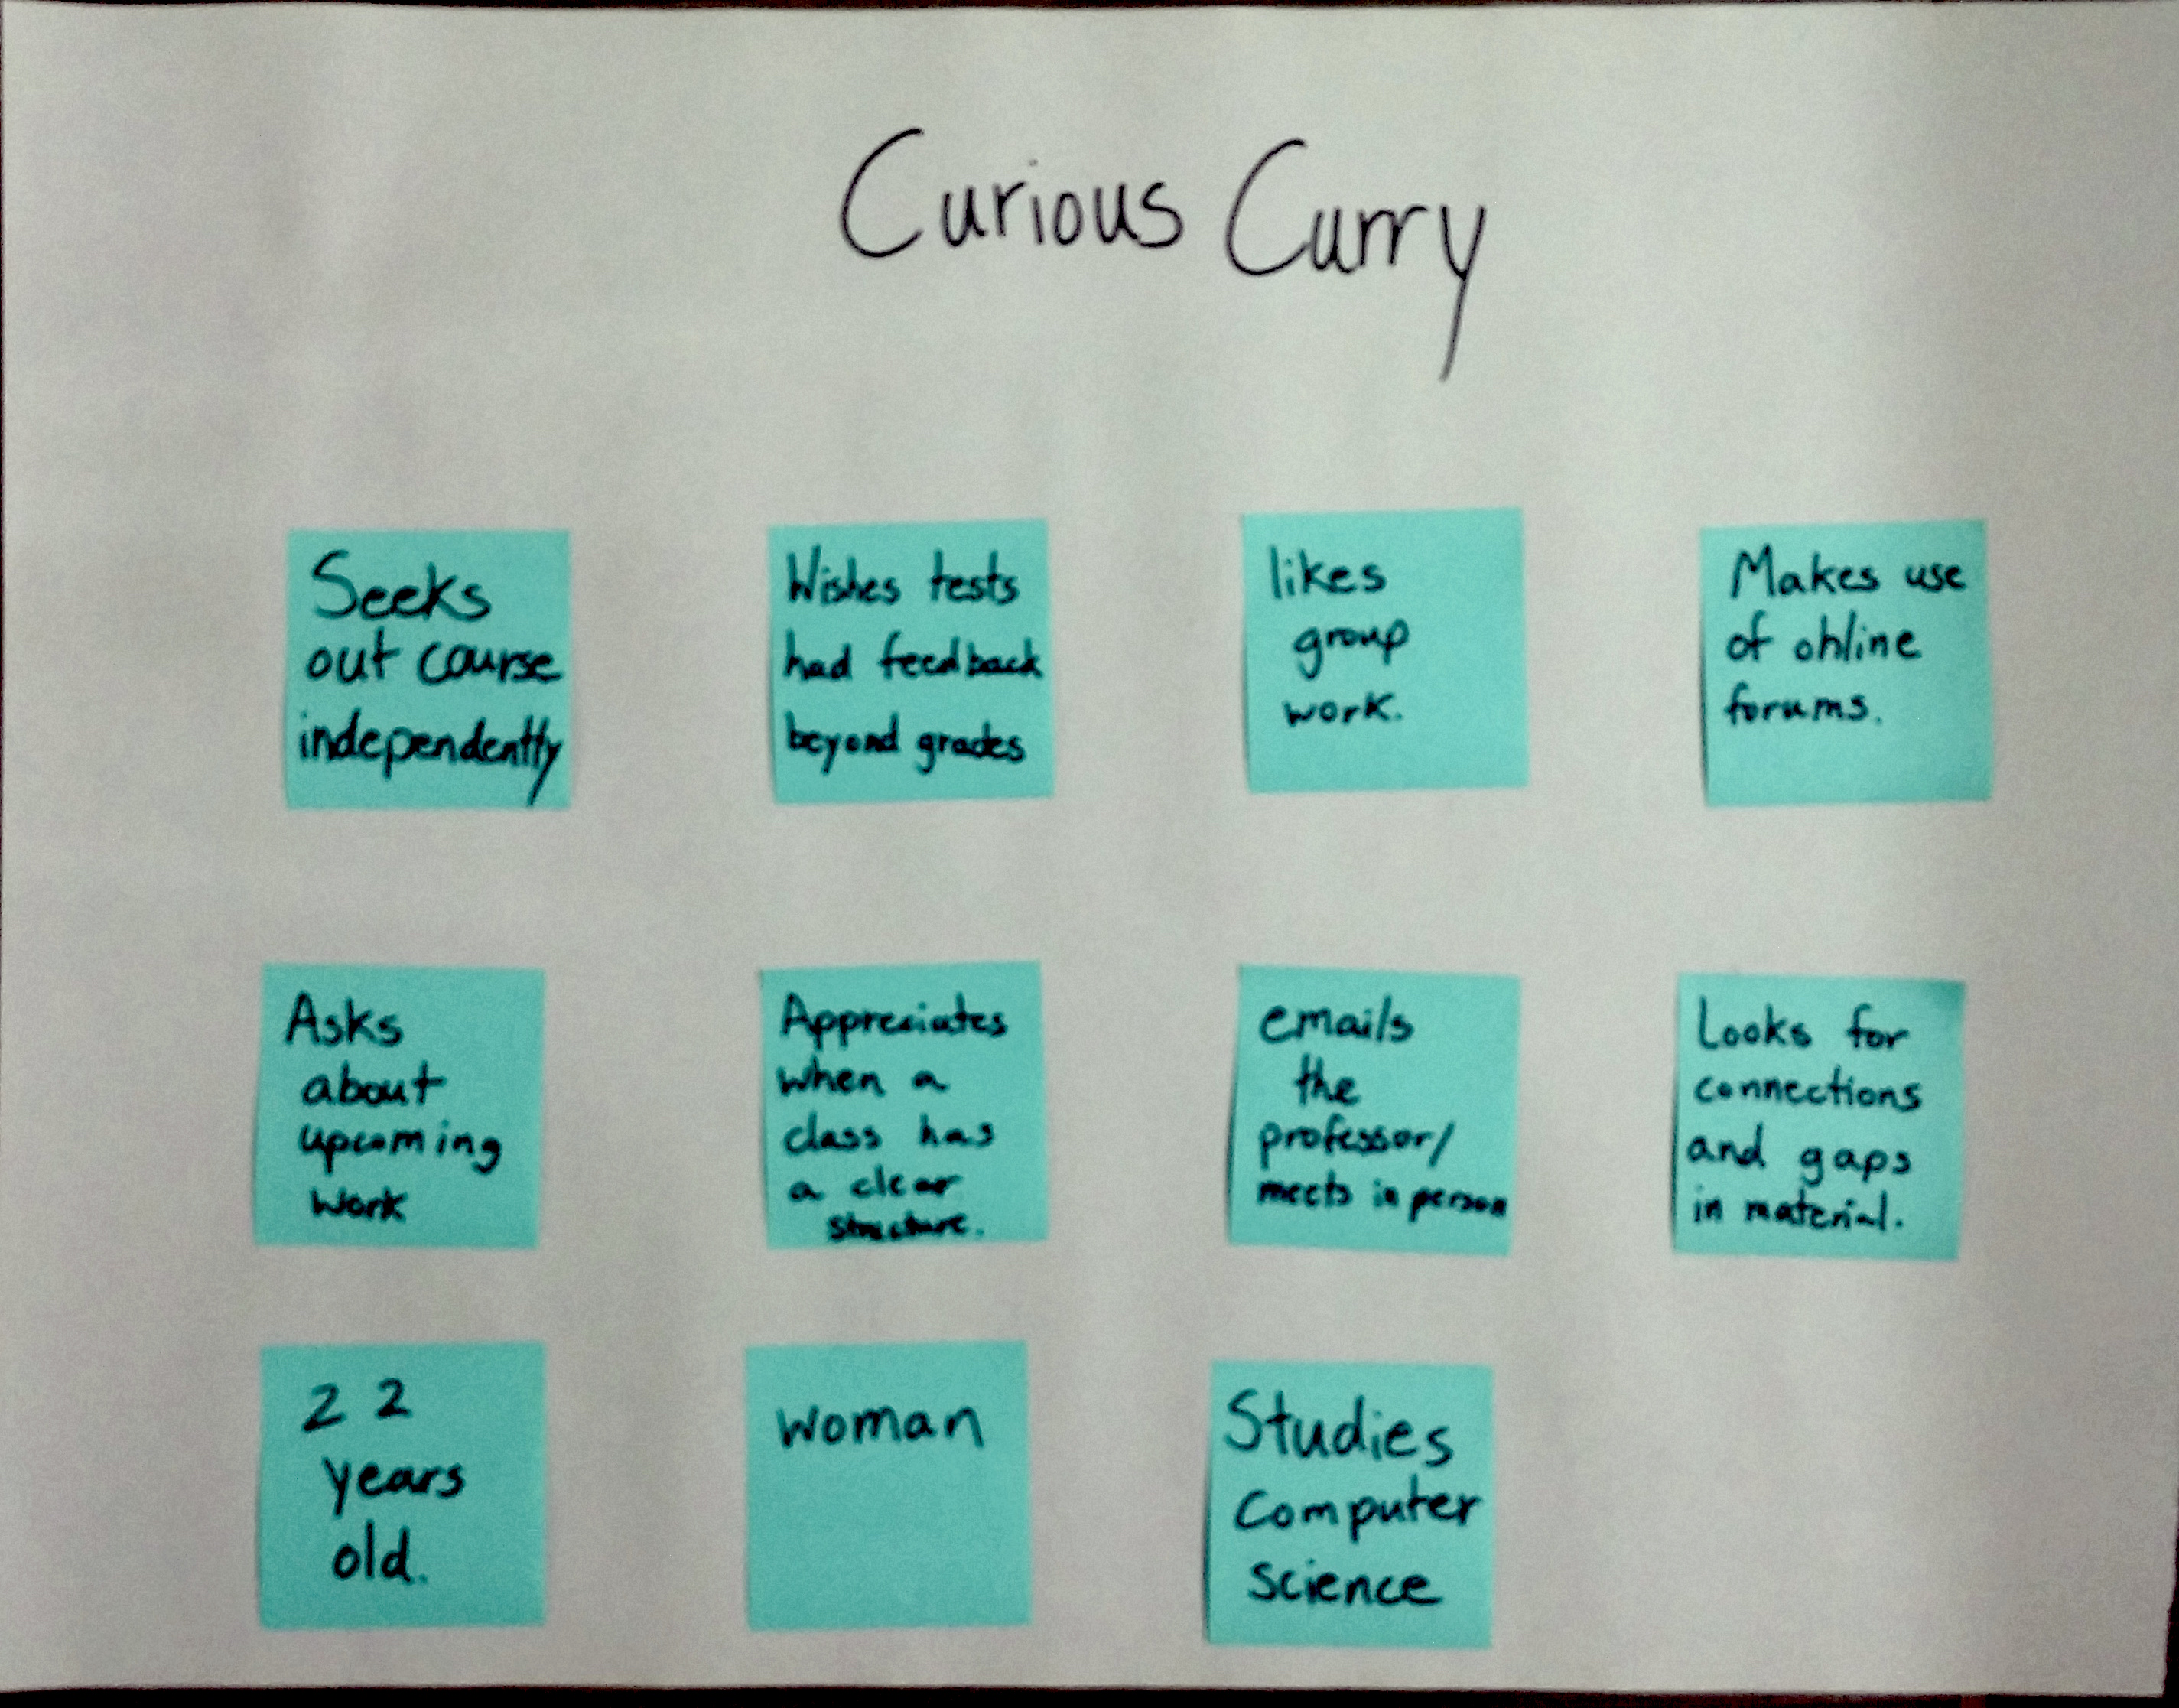 Curious Curry
Seeks
out course
independently
Wishes tests
had feedback
beyond grades
likes
group
work.
Makes use
of online
forums.
Asks
about
upcoming
work
Appreciates
when a
class has
a clear
structure.
emails
the
professor/
meets in person
Looks for
connections
and gaps
in material.
22
years
old.
woman
Studies
Computer
science